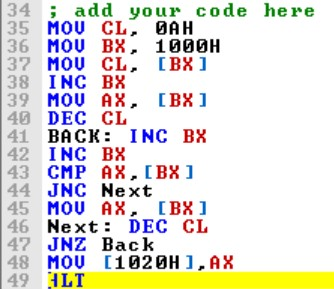 34 ; add your code here
35 MOV CL, 0AH
36 MOV BX, 1000H
37 MOV CL, [BX]
38 INC BX
39 MOV AX, [BX]
40 DEC CL
41 BACK: INC BX
42 INC BX
43 CMP AX,[BX]
44 JNC Next
45 MOV AX, [BX]
46 Next: DEC CL
47 JNZ Back
48 MOV [1020H],AX
49 HLT